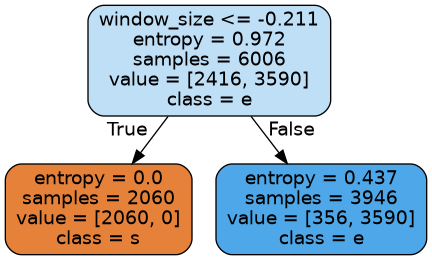 window_size <= -0.211
entropy = 0.972
samples = 6006
value = [2416, 3590]
class = e
True
False
entropy = 0.0
samples = 2060
value = [2060, 0]
class = s
entropy = 0.437
samples = 3946
value = [356, 3590]
class = e